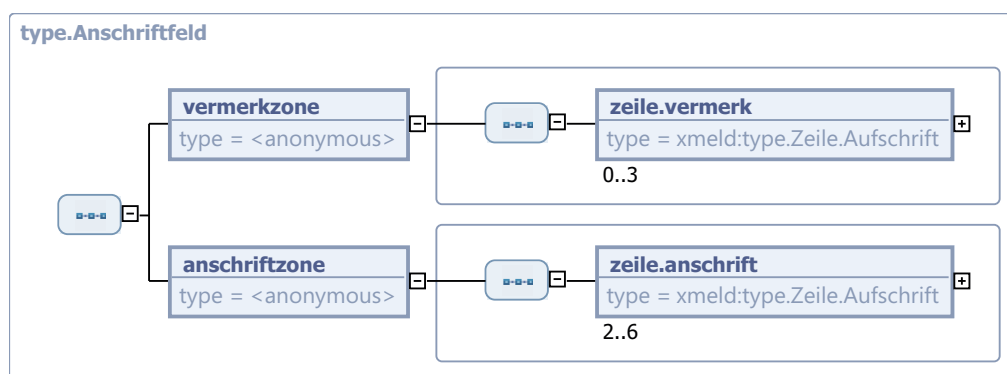 type.Anschriftfeld
vermerkzone
type = <anonymous>
zeile.vermerk
type = xmeld:type.Zeile.Aufschrift
0..3
anschriftzone
type = <anonymous>
zeile.anschrift
type = xmeld:type.Zeile.Aufschrift
2..6